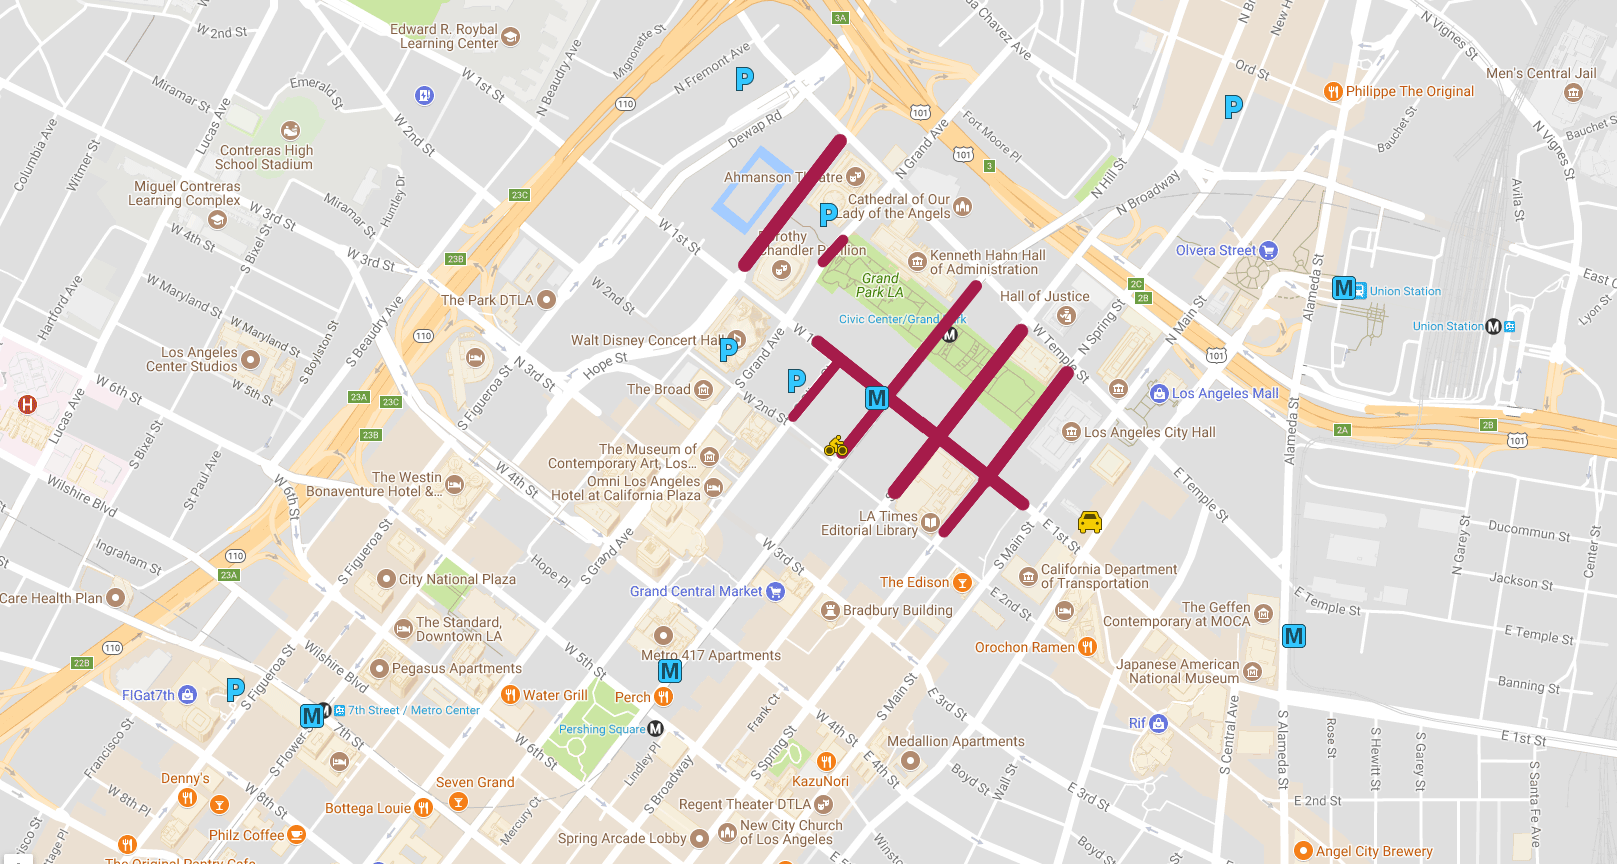 W 2nd St
Edward R. Roybal
Learning Center
N Beaudry Ave
Mignonette St
N Fremont Ave
3A
N Vignes St
Men's Central Jail
Miramar St
Emerald St
W 1st St
110
P
Ord St
Philippe The Original
Columbia Ave
Witmer St
Lucas Ave
Contreras High
School Stadium
W 2nd St
Dewap Rd
101
Fort Moore Pl
P
Bauchet St
Bauchet St
N Vignes St
Miguel Contreras
Learning Complex
Huntley Dr
Miramar St
23C
Ahmanson Theatre
N Grand Ave
101
3
N Hill St
N Broadway
Avila St
W 3rd St
W 4th St
S Bixel St
W 3rd St
W 1st St
P
Cathedral of Our
Lady of the Angels
Dorothy
Chandler Pavilion
Kenneth Hahn Hall
of Administration
Olvera Street
Alameda St
Hartford Ave
W Maryland St
W Maryland St
23B
The Park DTLA
W 2nd St
Grand
Park LA
Hall of Justice
2C
2B
M
Union Station
Union Station
M
Lyon St
Los Angeles
Center Studios
S Boylston St
S Beaudry Ave
110
Walt Disney Concert Hall
Civic Center/Grand Park
M
W Temple St
N Spring St
N Main St
101
W 6th St
W 5th St
N 3rd St
Hope St
P
S Grand Ave
P
H
Lucas Ave
23A
23C
23B
S Figueroa St
The Broad
W 2nd St
M
Los Angeles Mall
Los Angeles City Hall
Alameda St
2A
2B
101
S Bixel St
S Paul Ave
Wilshire Blvd
W 6th St
The Westin
Bonaventure Hotel &...
W 4th St
The Museum of
Contemporary Art, Los...
Omni Los Angeles
Hotel at California Plaza
LA Times
Editorial Library
E Temple St
Ingraham St
110
23A
S Figueroa St
Hope Pl
S Grand Ave
W 3rd St
S Main St
E 1st St
Ducommun St
N Garey St
Center St
Care Health Plan
City National Plaza
Grand Central Market
The Edison
California Department
of Transportation
Jackson St
The Standard,
Downtown LA
Bradbury Building
E 2nd St
The Geffen
Contemporary at MOCA
E Temple St
E Temple St
M
110
22B
S Figueroa St
Wilshire Blvd
Pegasus Apartments
W 5th St
Metro 417 Apartments
M
Orochon Ramen
Japanese American
National Museum
Banning St
FIGat7th
P
Water Grill
Perch
S Main St
E 3rd St
M
7th Street / Metro Center
W 7th St
S Flower St
Francisco St
Pershing Square
M
Frank Ct
W 4th St
Rif
S Central Ave
S Alameda St
Rose St
S Hewitt St
S Garey St
E 1st St
W 6th St
Lindley Pl
S Spring St
E 4th St
Medallion Apartments
Denny's
Seven Grand
KazuNori
Boyd St
Wall St
E 3rd St
S Santa Fe Ave
W 8th Pl
W 8th St
Bottega Louie
Mercury Ct
S Broadway
Regent Theater DTLA
E 2nd St
Philz Coffee
Spring Arcade Lobby
New City Church
of Los Angeles
Boyd St
Angel City Brewery
The Original Pantry Cafe